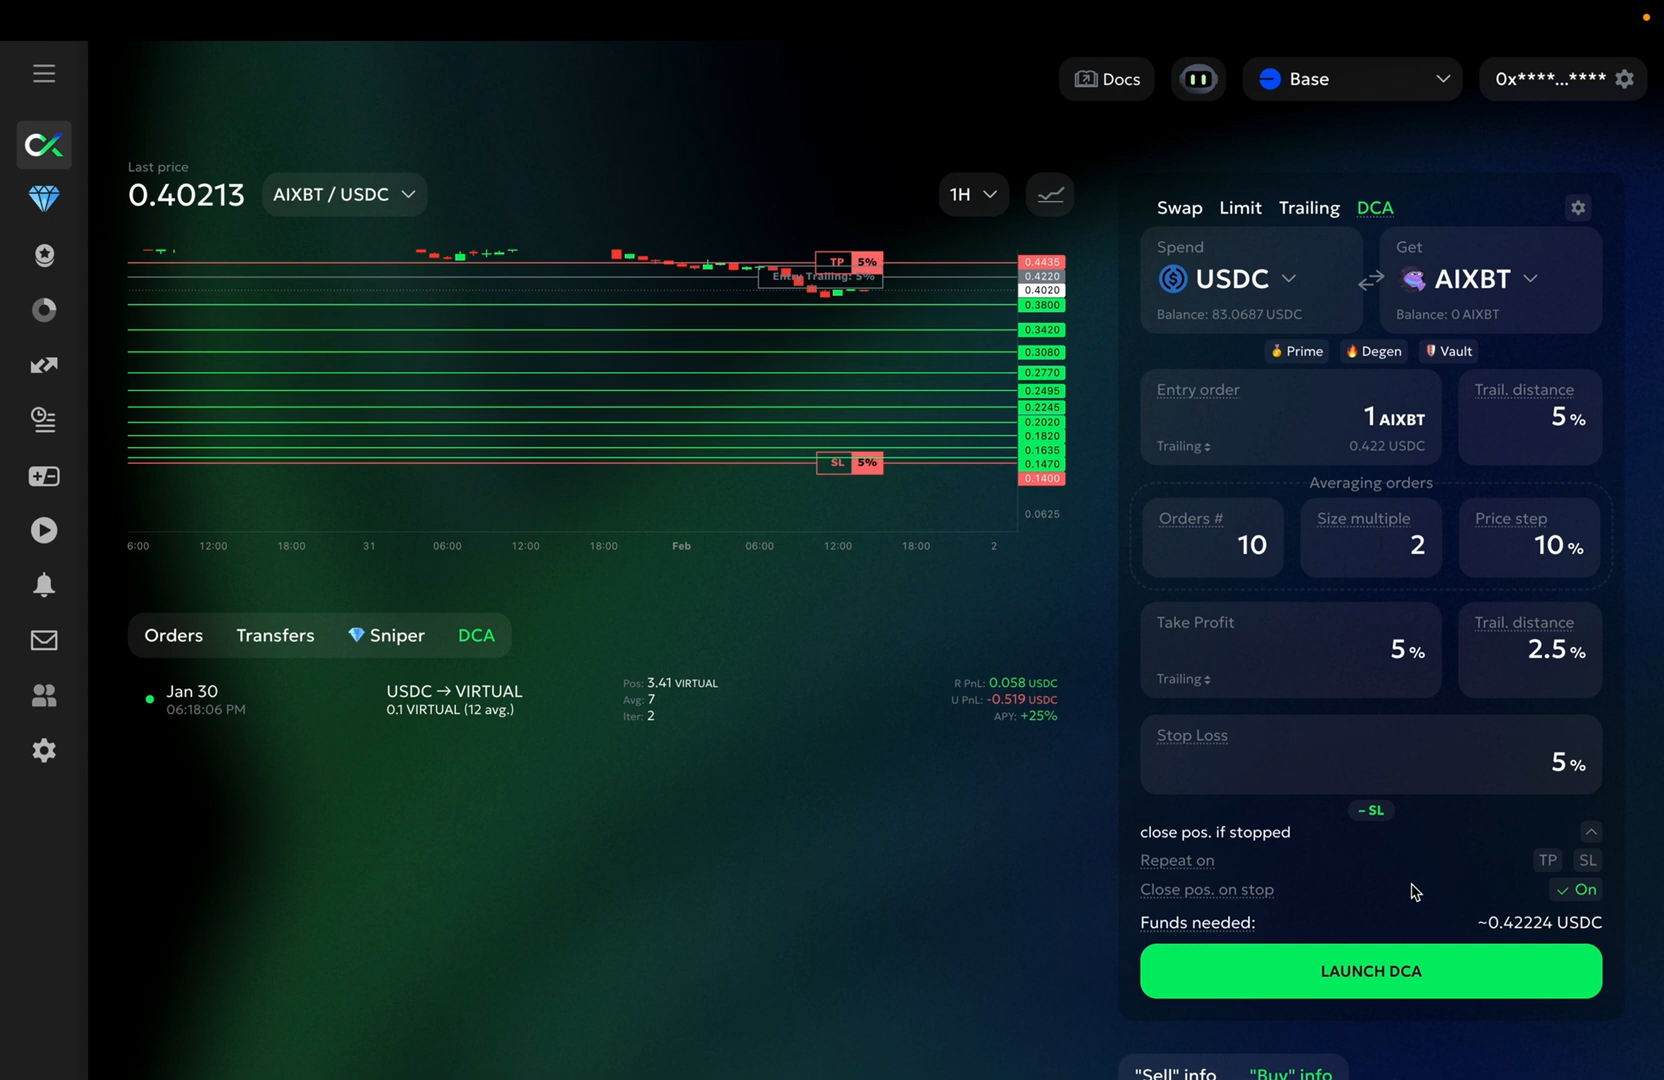 Docs
Base
0x****...****
Last price
0.40213
AIXBT / USDC
1H
TP 5%
Entry Trailing: 5%
SL 5%
0.4435
0.4220
0.4020
0.3800
0.3420
0.3080
0.2770
0.2495
0.2245
0.2020
0.1820
0.1635
0.1470
0.1400
0.0625
6:00 12:00 18:00 31 06:00 12:00 18:00 Feb 06:00 12:00 18:00 2
Orders Transfers Sniper DCA
Jan 30
06:18:06 PM
USDC → VIRTUAL
0.1 VIRTUAL (12 avg.)
Pos: 3.41 VIRTUAL
Avg: 7
Iter: 2
R PnL: 0.058 USDC
U PnL: -0.519 USDC
APY: +25%
Swap Limit Trailing DCA
Spend
USDC
Balance: 83.0687 USDC
Get
AIXBT
Balance: 0 AIXBT
Prime Degen Vault
Entry order
1 AIXBT
Trailing
0.422 USDC
Trail. distance
5 %
Averaging orders
Orders #
10
Size multiple
2
Price step
10 %
Take Profit
5 %
Trailing
Trail. distance
2.5 %
Stop Loss
5 %
– SL
close pos. if stopped
Repeat on TP SL
Close pos. on stop On
Funds needed: ~0.42224 USDC
LAUNCH DCA
"Sell" info "Buy" info